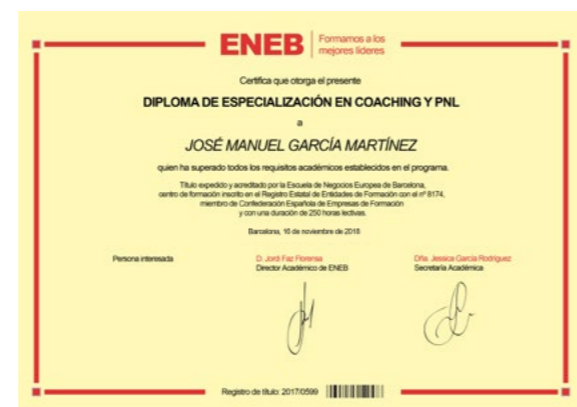 ENEB
Formamos a los
mejores líderes
Certifica que otorga el presente
DIPLOMA DE ESPECIALIZACIÓN EN COACHING Y PNL
a
JOSÉ MANUEL GARCÍA MARTÍNEZ
quien ha superado todos los requisitos académicos establecidos en el programa.
Título expedido y acreditado por la Escuela de Negocios Europea de Barcelona,
centro de formación inscrito en el Registro Estatal de Entidades de Formación con el nº 8174,
miembro de Confederación Española de Empresas de Formación
y con una duración de 250 horas lectivas.
Barcelona, 16 de noviembre de 2018
Persona interesada
D. Jordi Faz Florensa
Director Académico de ENEB
Dña. Jessica García Rodríguez
Secretaria Académica
Registro de título: 2017/0599